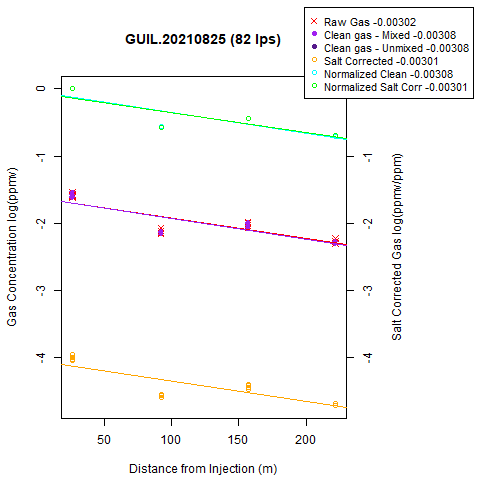 GUIL.20210825 (82 lps)
Raw Gas -0.00302
Clean gas - Mixed -0.00308
Clean gas - Unmixed -0.00308
Salt Corrected -0.00301
Normalized Clean -0.00308
Normalized Salt Corr -0.00301
Gas Concentration log(ppmv)
0
-1
-2
-3
-4
0
-1
-2
-3
-4
Salt Corrected Gas log(ppmv/ppm)
50
100
150
200
Distance from Injection (m)